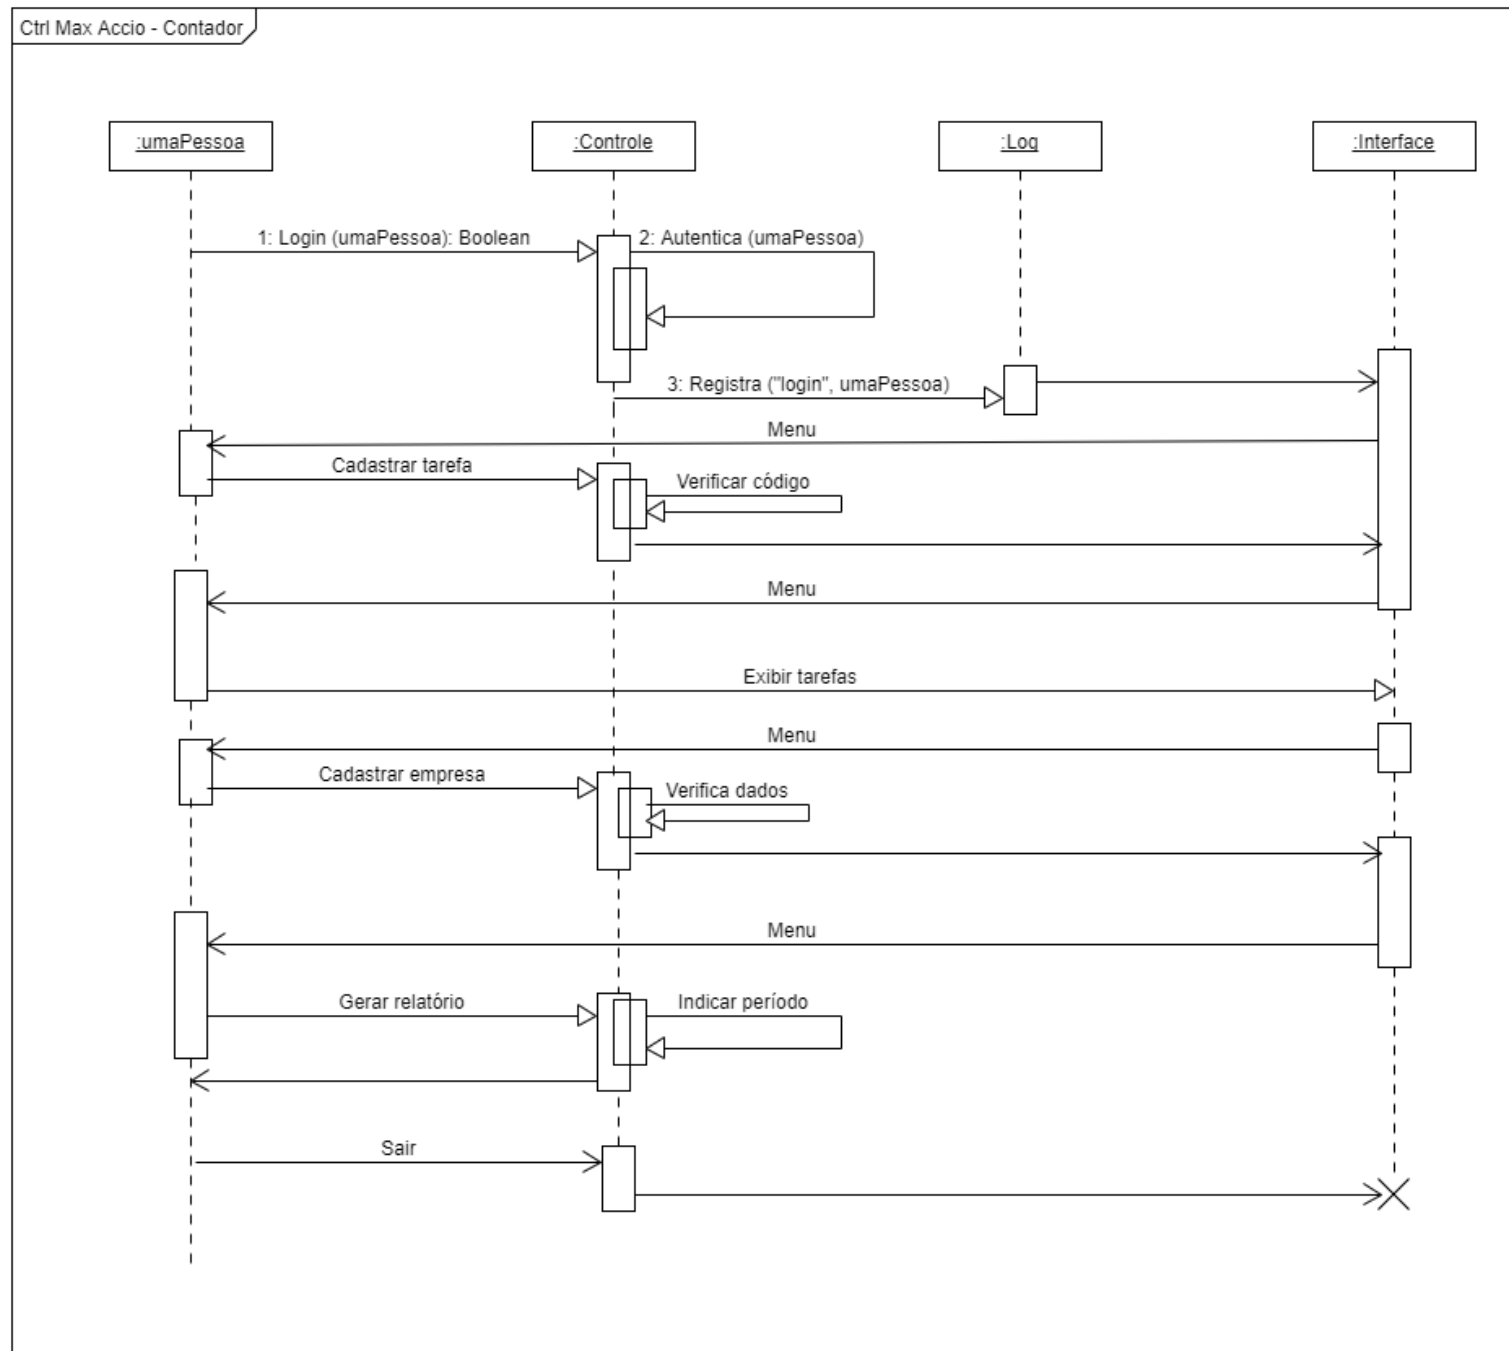 Ctrl Max Accio - Contador
:umaPessoa
:Controle
:Log
:Interface
1: Login (umaPessoa): Boolean
2: Autentica (umaPessoa)
3: Registra ("login", umaPessoa)
Menu
Cadastrar tarefa
Verificar código
Menu
Exibir tarefas
Menu
Cadastrar empresa
Verifica dados
Menu
Gerar relatório
Indicar período
Sair